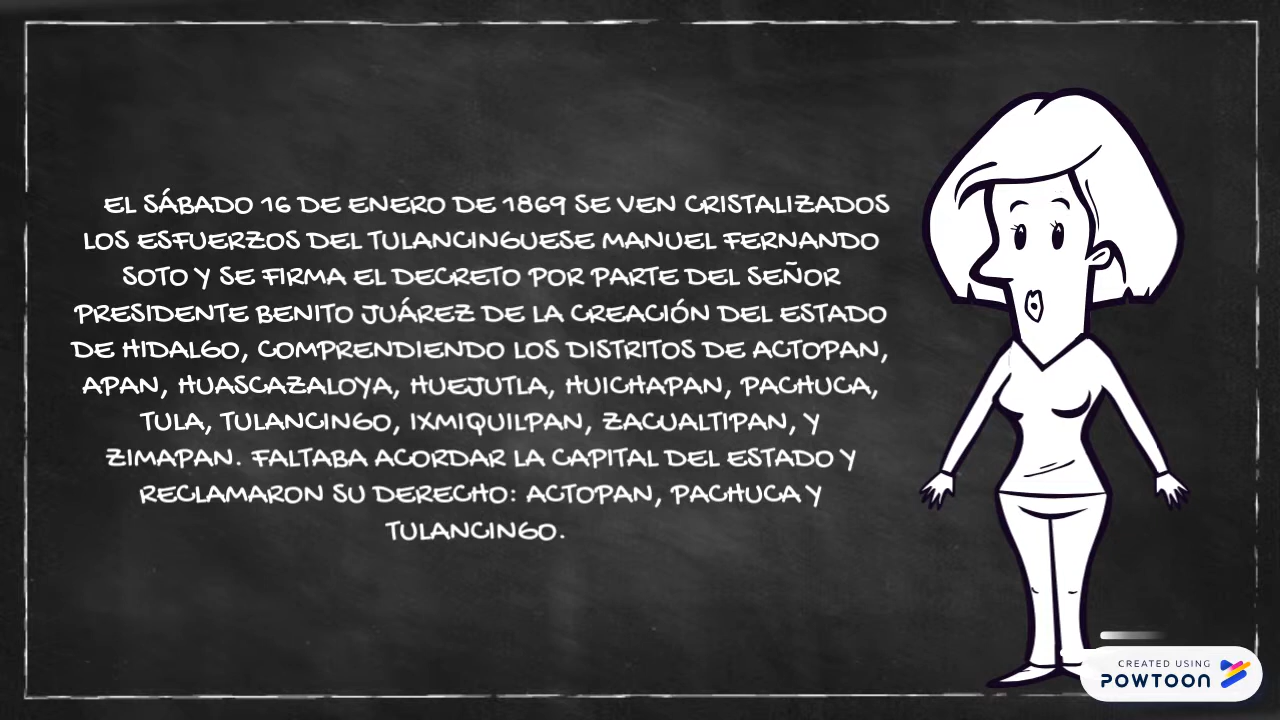 EL SÁBADO 16 DE ENERO DE 1869 SE VEN CRISTALIZADOS
LOS ESFUERZOS DEL TULANCINGUESE MANUEL FERNANDO
SOTO Y SE FIRMA EL DECRETO POR PARTE DEL SEÑOR
PRESIDENTE BENITO JUÁREZ DE LA CREACIÓN DEL ESTADO
DE HIDALGO, COMPRENDIENDO LOS DISTRITOS DE ACTOPAN,
APAN, HUASCAZALOYA, HUEJUTLA, HUICHAPAN, PACHUCA,
TULA, TULANCINGO, IXMIQUILPAN, ZACUALTIPAN, Y
ZIMAPAN. FALTABA ACORDAR LA CAPITAL DEL ESTADO Y
RECLAMARON SU DERECHO: ACTOPAN, PACHUCA Y
TULANCINGO.
CREATED USING
POWTOON